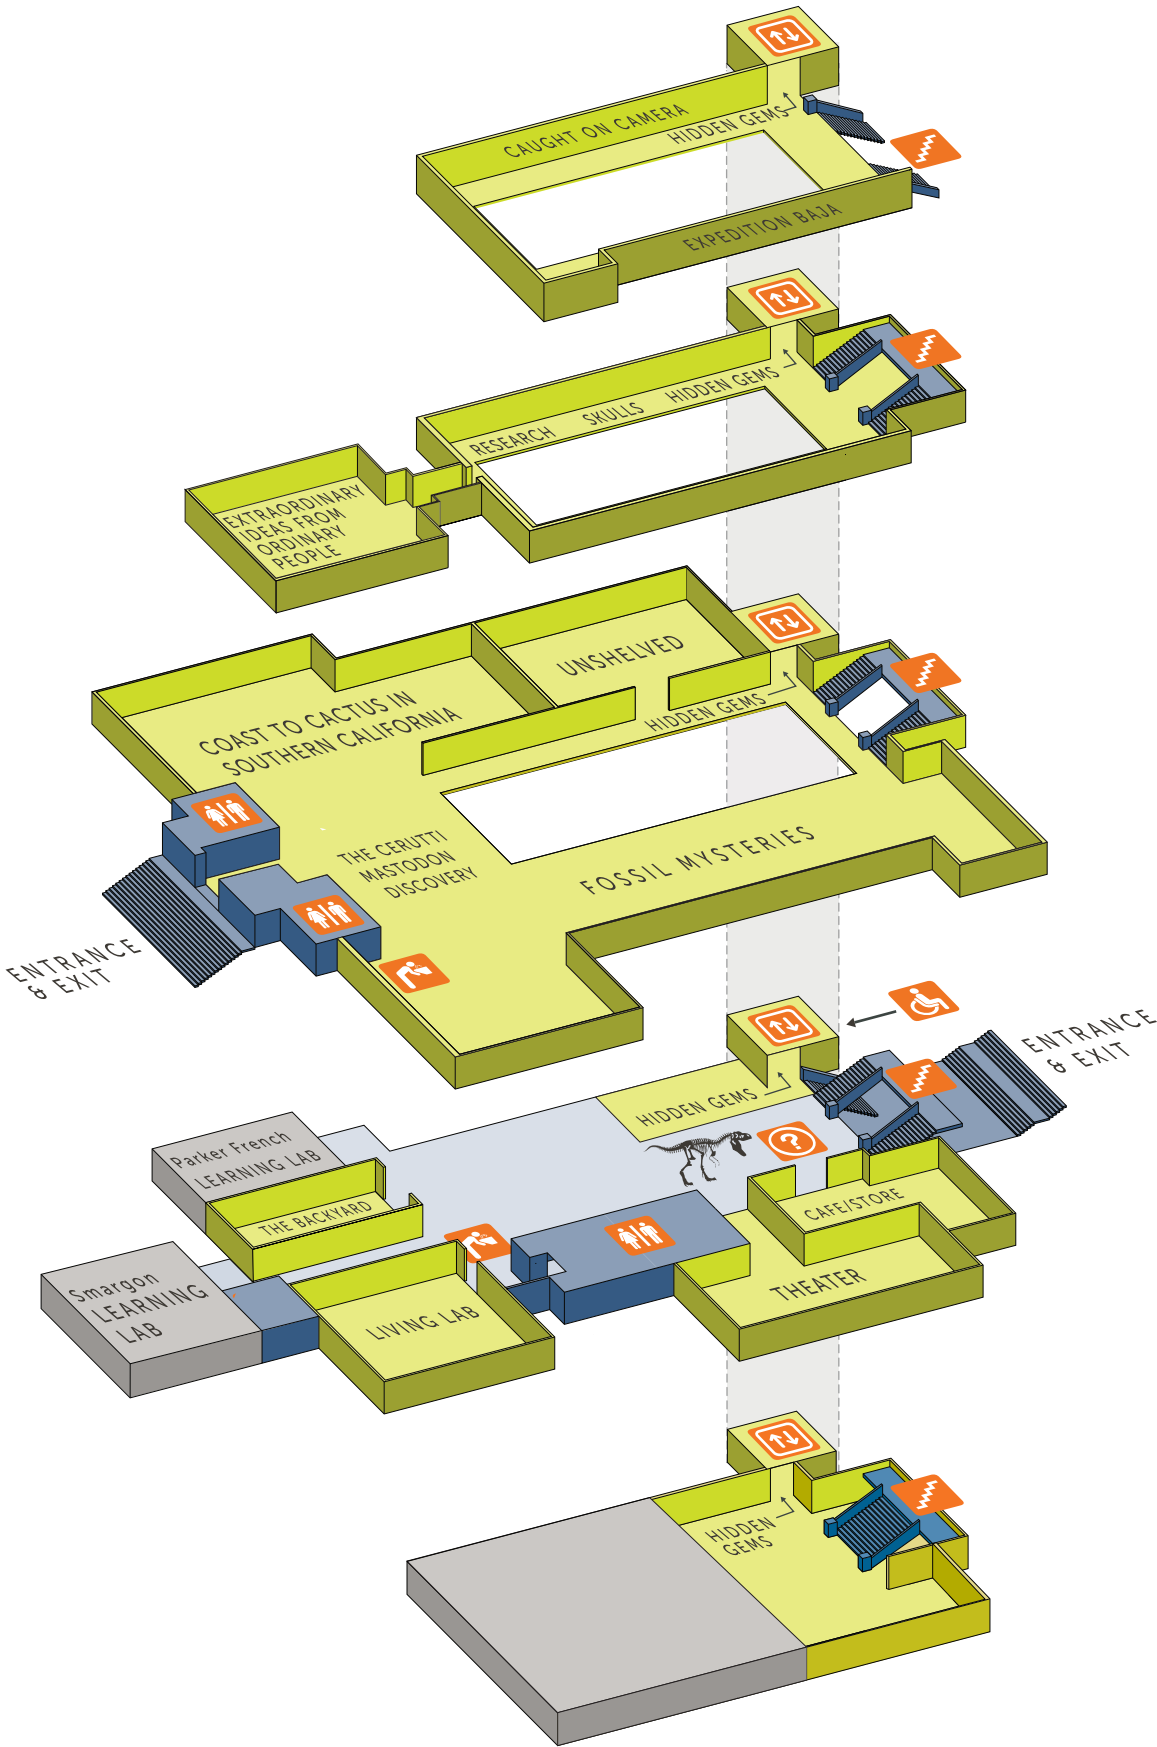 CAUGHT ON CAMERA
HIDDEN GEMS
EXPEDITION BAJA
RESEARCH
SKULLS
HIDDEN GEMS
EXTRAORDINARY
IDEAS FROM
ORDINARY
PEOPLE
UNSHELVED
COAST TO CACTUS IN
SOUTHERN CALIFORNIA
HIDDEN GEMS
THE CERUTTI
MASTODON
DISCOVERY
FOSSIL MYSTERIES
ENTRANCE
& EXIT
ENTRANCE
& EXIT
HIDDEN GEMS
?
Parker French
LEARNING LAB
THE BACKYARD
CAFE/STORE
THEATER
Smargon
LEARNING
LAB
LIVING LAB
HIDDEN
GEMS